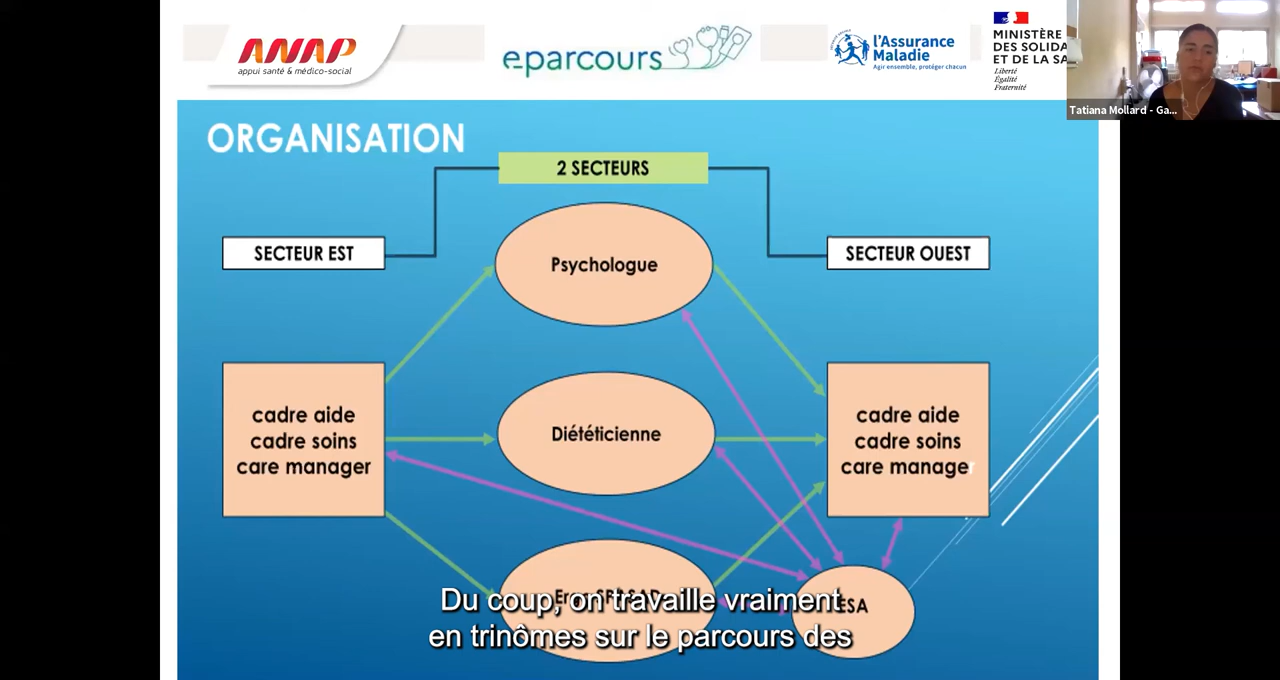 ANAP
appui santé & médico-social
eparcours
l'Assurance
Maladie
Agir ensemble, protéger chacun
MINISTÈRE
DES SOLIDA
ET DE LA SA
Liberté
Égalité
Fraternité
Tatiana Mollard - Ga...
ORGANISATION
2 SECTEURS
SECTEUR EST
SECTEUR OUEST
Psychologue
cadre aide
cadre soins
care manager
Diététicienne
cadre aide
cadre soins
care manager
ESA
Du coup, on travaille vraiment
en trinômes sur le parcours des